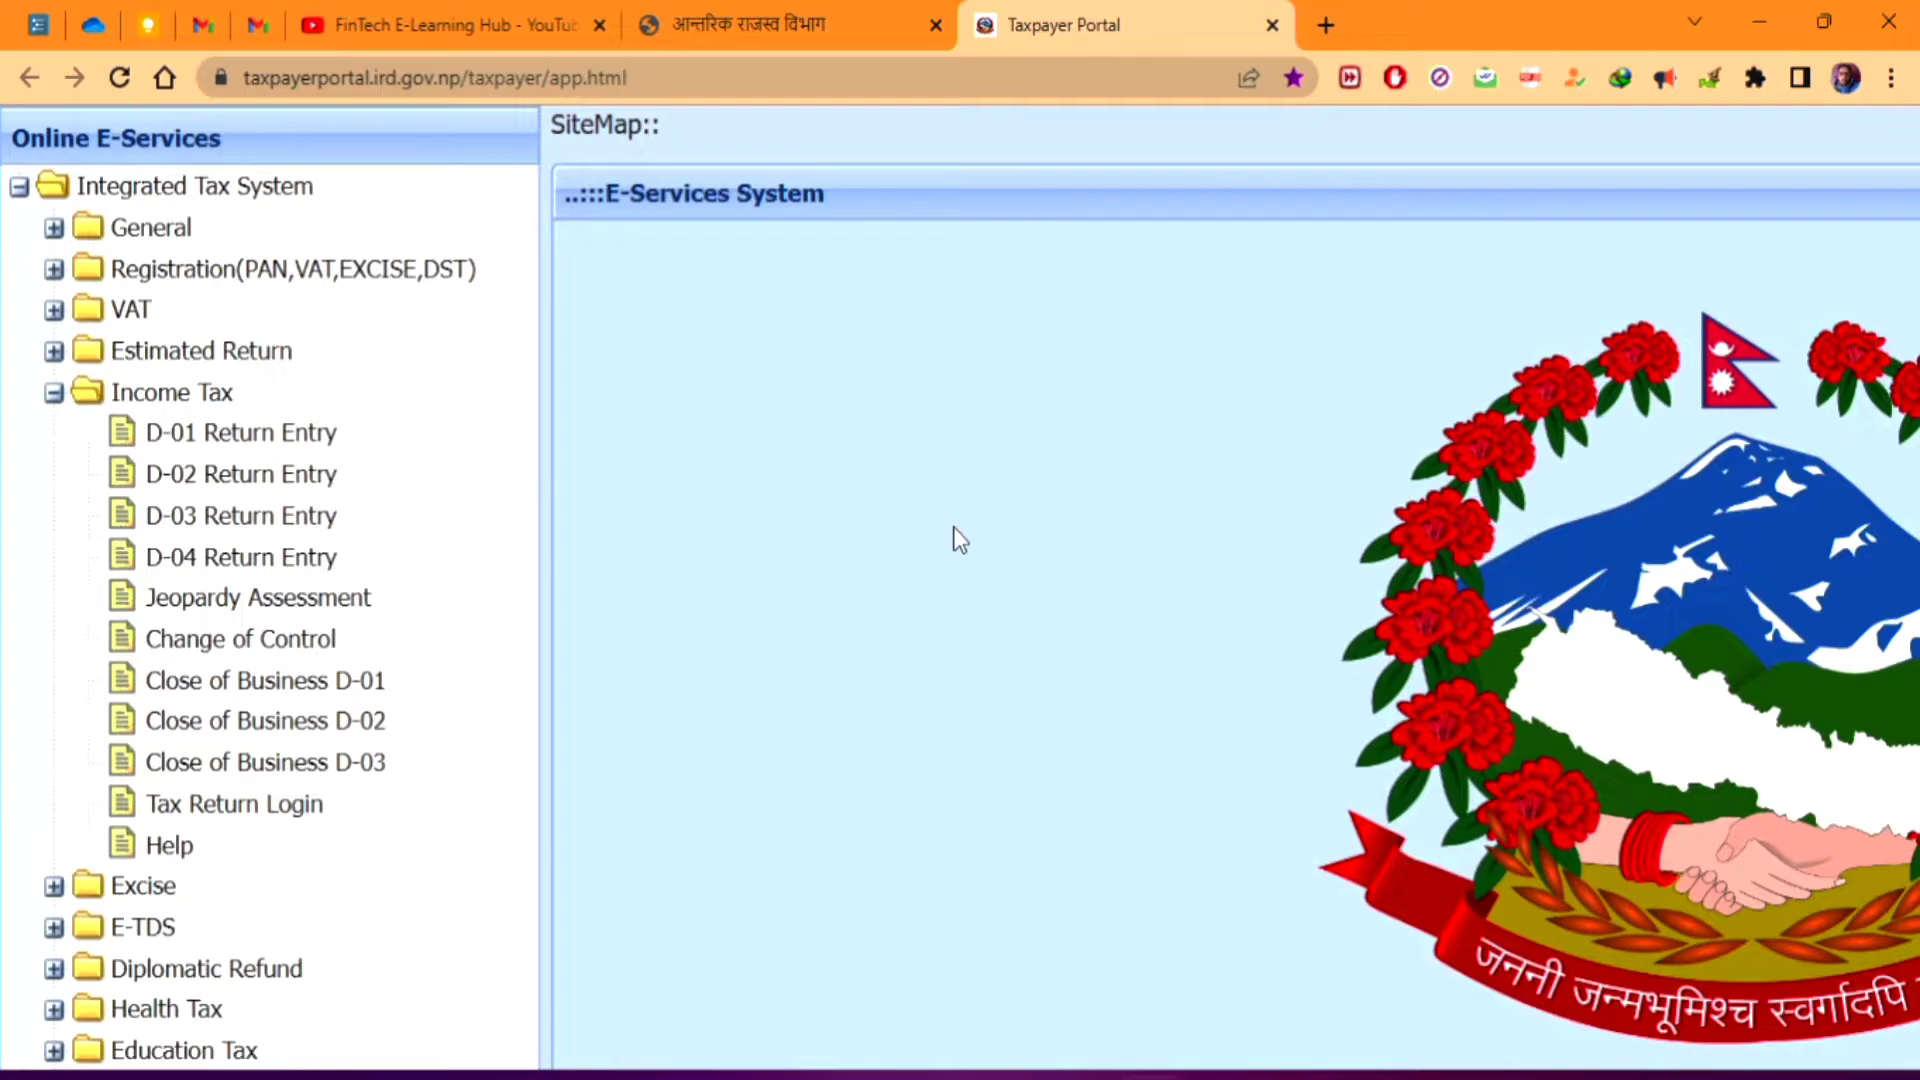 FinTech E-Learning Hub - YouTub
आन्तरिक राजस्व विभाग
Taxpayer Portal
taxpayerportal.ird.gov.np/taxpayer/app.html
Online E-Services
SiteMap::
..:::E-Services System
Integrated Tax System
General
Registration(PAN,VAT,EXCISE,DST)
VAT
Estimated Return
Income Tax
D-01 Return Entry
D-02 Return Entry
D-03 Return Entry
D-04 Return Entry
Jeopardy Assessment
Change of Control
Close of Business D-01
Close of Business D-02
Close of Business D-03
Tax Return Login
Help
Excise
E-TDS
Diplomatic Refund
Health Tax
Education Tax
जननी जन्मभूमिश्च स्वर्गादपि